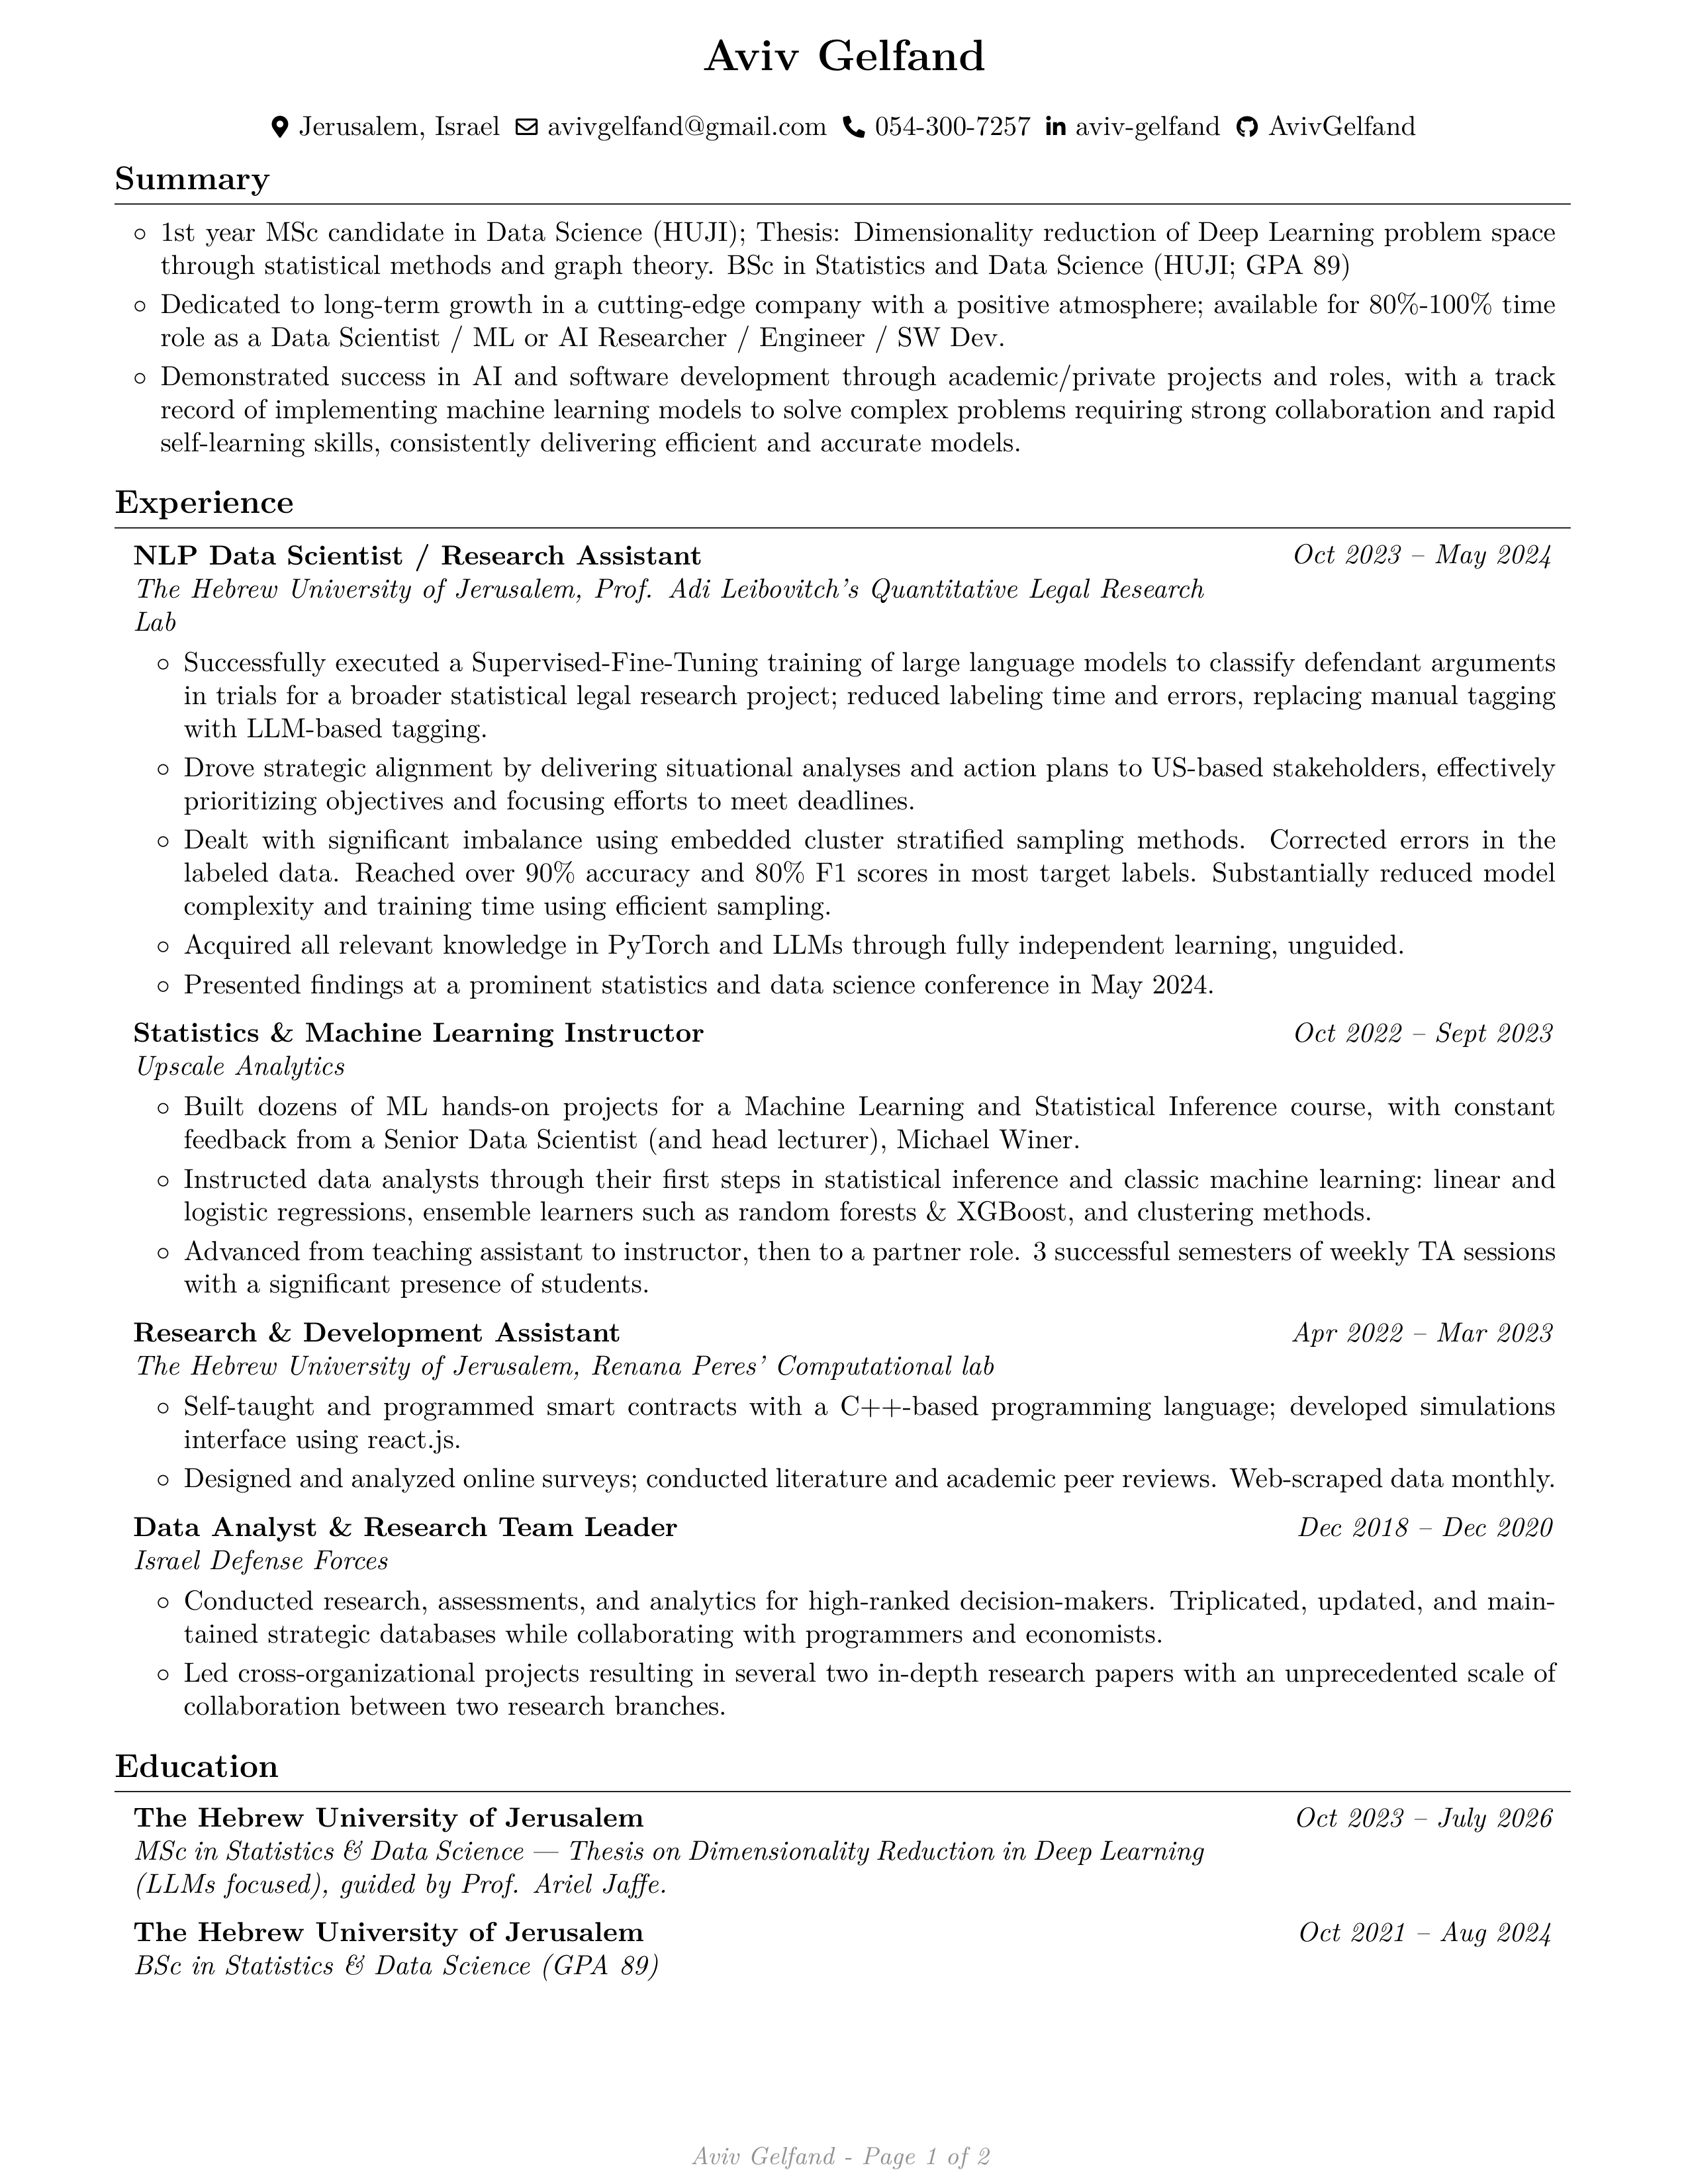 Aviv Gelfand
Jerusalem, Israel avivgelfand@gmail.com 054-300-7257 aviv-gelfand AvivGelfand
Summary
◦ 1st year MSc candidate in Data Science (HUJI); Thesis: Dimensionality reduction of Deep Learning problem space
through statistical methods and graph theory. BSc in Statistics and Data Science (HUJI; GPA 89)
◦ Dedicated to long-term growth in a cutting-edge company with a positive atmosphere; available for 80%-100% time
role as a Data Scientist / ML or AI Researcher / Engineer / SW Dev.
◦ Demonstrated success in AI and software development through academic/private projects and roles, with a track
record of implementing machine learning models to solve complex problems requiring strong collaboration and rapid
self-learning skills, consistently delivering efficient and accurate models.
Experience
NLP Data Scientist / Research Assistant Oct 2023 – May 2024
The Hebrew University of Jerusalem, Prof. Adi Leibovitch's Quantitative Legal Research
Lab
◦ Successfully executed a Supervised-Fine-Tuning training of large language models to classify defendant arguments
in trials for a broader statistical legal research project; reduced labeling time and errors, replacing manual tagging
with LLM-based tagging.
◦ Drove strategic alignment by delivering situational analyses and action plans to US-based stakeholders, effectively
prioritizing objectives and focusing efforts to meet deadlines.
◦ Dealt with significant imbalance using embedded cluster stratified sampling methods. Corrected errors in the
labeled data. Reached over 90% accuracy and 80% F1 scores in most target labels. Substantially reduced model
complexity and training time using efficient sampling.
◦ Acquired all relevant knowledge in PyTorch and LLMs through fully independent learning, unguided.
◦ Presented findings at a prominent statistics and data science conference in May 2024.
Statistics & Machine Learning Instructor Oct 2022 – Sept 2023
Upscale Analytics
◦ Built dozens of ML hands-on projects for a Machine Learning and Statistical Inference course, with constant
feedback from a Senior Data Scientist (and head lecturer), Michael Winer.
◦ Instructed data analysts through their first steps in statistical inference and classic machine learning: linear and
logistic regressions, ensemble learners such as random forests & XGBoost, and clustering methods.
◦ Advanced from teaching assistant to instructor, then to a partner role. 3 successful semesters of weekly TA sessions
with a significant presence of students.
Research & Development Assistant Apr 2022 – Mar 2023
The Hebrew University of Jerusalem, Renana Peres' Computational lab
◦ Self-taught and programmed smart contracts with a C++-based programming language; developed simulations
interface using react.js.
◦ Designed and analyzed online surveys; conducted literature and academic peer reviews. Web-scraped data monthly.
Data Analyst & Research Team Leader Dec 2018 – Dec 2020
Israel Defense Forces
◦ Conducted research, assessments, and analytics for high-ranked decision-makers. Triplicated, updated, and main-
tained strategic databases while collaborating with programmers and economists.
◦ Led cross-organizational projects resulting in several two in-depth research papers with an unprecedented scale of
collaboration between two research branches.
Education
The Hebrew University of Jerusalem Oct 2023 – July 2026
MSc in Statistics & Data Science — Thesis on Dimensionality Reduction in Deep Learning
(LLMs focused), guided by Prof. Ariel Jaffe.
The Hebrew University of Jerusalem Oct 2021 – Aug 2024
BSc in Statistics & Data Science (GPA 89)
Aviv Gelfand - Page 1 of 2